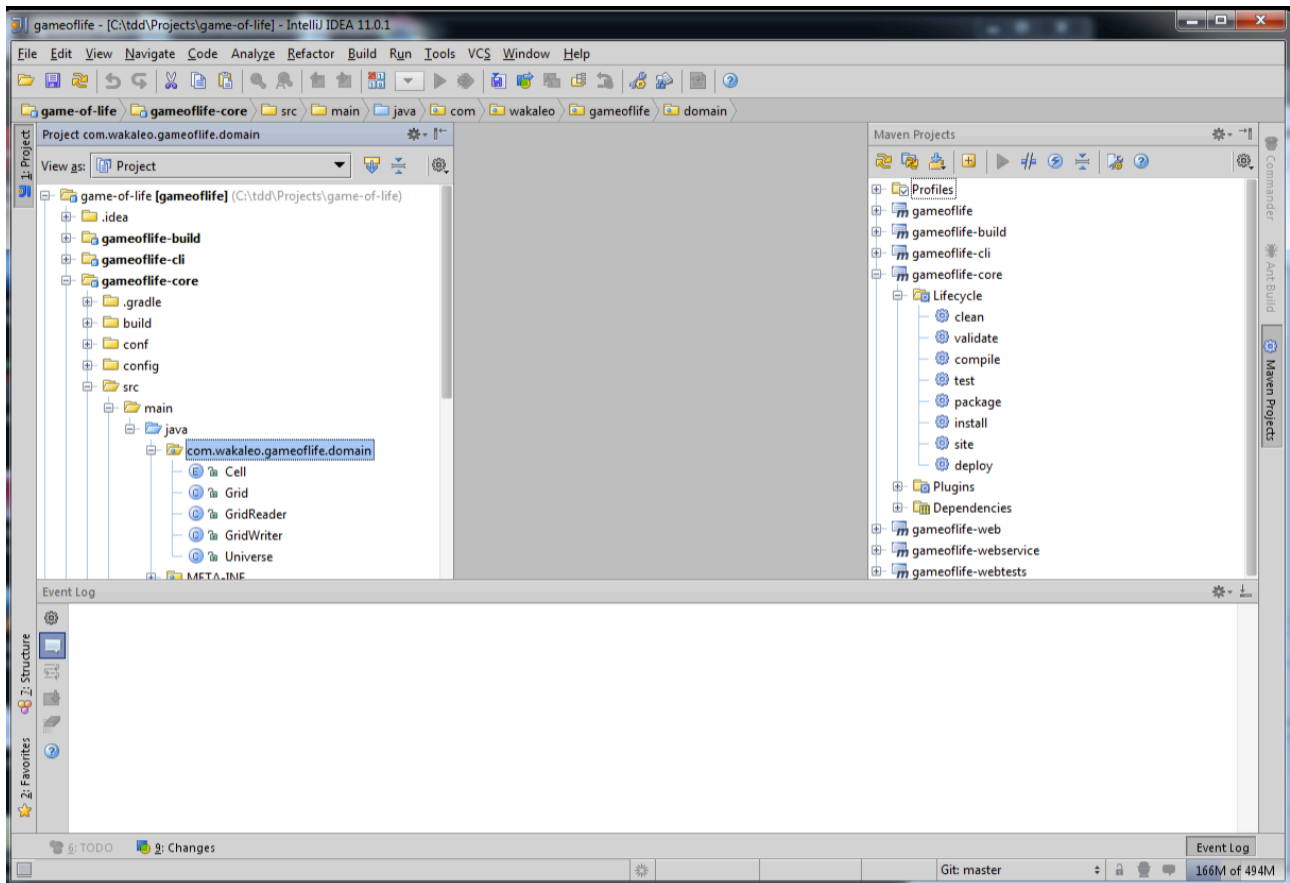 gameoflife - [C:\tdd\Projects\game-of-life] - IntelliJ IDEA 11.0.1
File Edit View Navigate Code Analyze Refactor Build Run Tools VCS Window Help
game-of-life gameoflife-core src main java com wakaleo gameoflife domain
1: Project
Project com.wakaleo.gameoflife.domain
View as: Project
game-of-life [gameoflife] (C:\tdd\Projects\game-of-life)
.idea
gameoflife-build
gameoflife-cli
gameoflife-core
.gradle
build
conf
config
src
main
java
com.wakaleo.gameoflife.domain
E Cell
C Grid
C GridReader
C GridWriter
C Universe
META-INF
Maven Projects
Profiles
gameoflife
gameoflife-build
gameoflife-cli
gameoflife-core
Lifecycle
clean
validate
compile
test
package
install
site
deploy
Plugins
Dependencies
gameoflife-web
gameoflife-webservice
gameoflife-webtests
Commander
Ant Build
Maven Projects
Event Log
7: Structure
2: Favorites
6: TODO 9: Changes Event Log
Git: master 166M of 494M